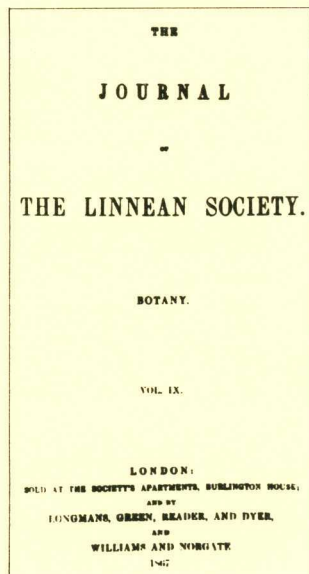 THE
JOURNAL
OF
THE LINNEAN SOCIETY.
BOTANY.
VOL. IX.
LONDON:
SOLD AT THE SOCIETY'S APARTMENTS, BURLINGTON HOUSE;
AND BY
LONGMANS, GREEN, READER, AND DYER,
AND
WILLIAMS AND NORGATE
1867